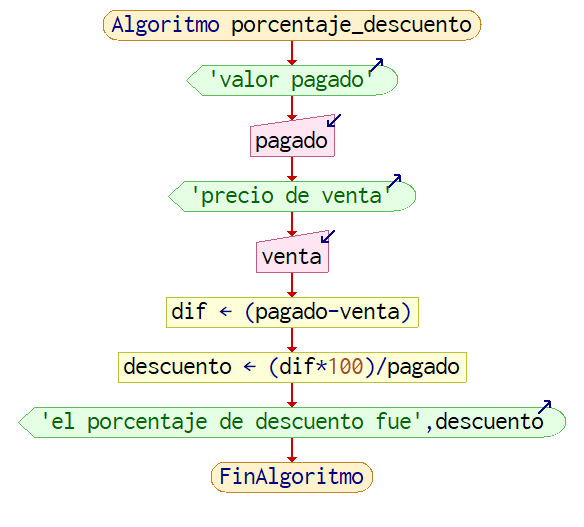 Algoritmo porcentaje_descuento
'valor pagado'
pagado
'precio de venta'
venta
dif ← (pagado-venta)
descuento ← (dif*100)/pagado
'el porcentaje de descuento fue',descuento
FinAlgoritmo